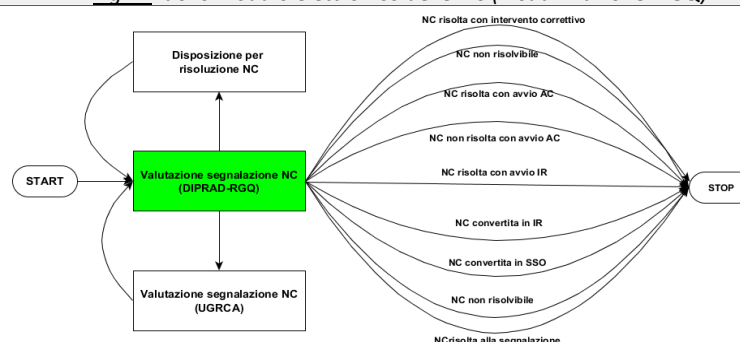 NC risolta con intervento correttivo
Disposizione per
risoluzione NC
NC non risolvibile
NC risolta con avvio AC
NC non risolta con avvio AC
START
Valutazione segnalazione NC
(DIPRAD-RGQ)
NC risolta con avvio IR
STOP
NC convertita in IR
NC convertita in SSO
Valutazione segnalazione NC
(UGRCA)
NC non risolvibile
NCrisolta alla segnalazione